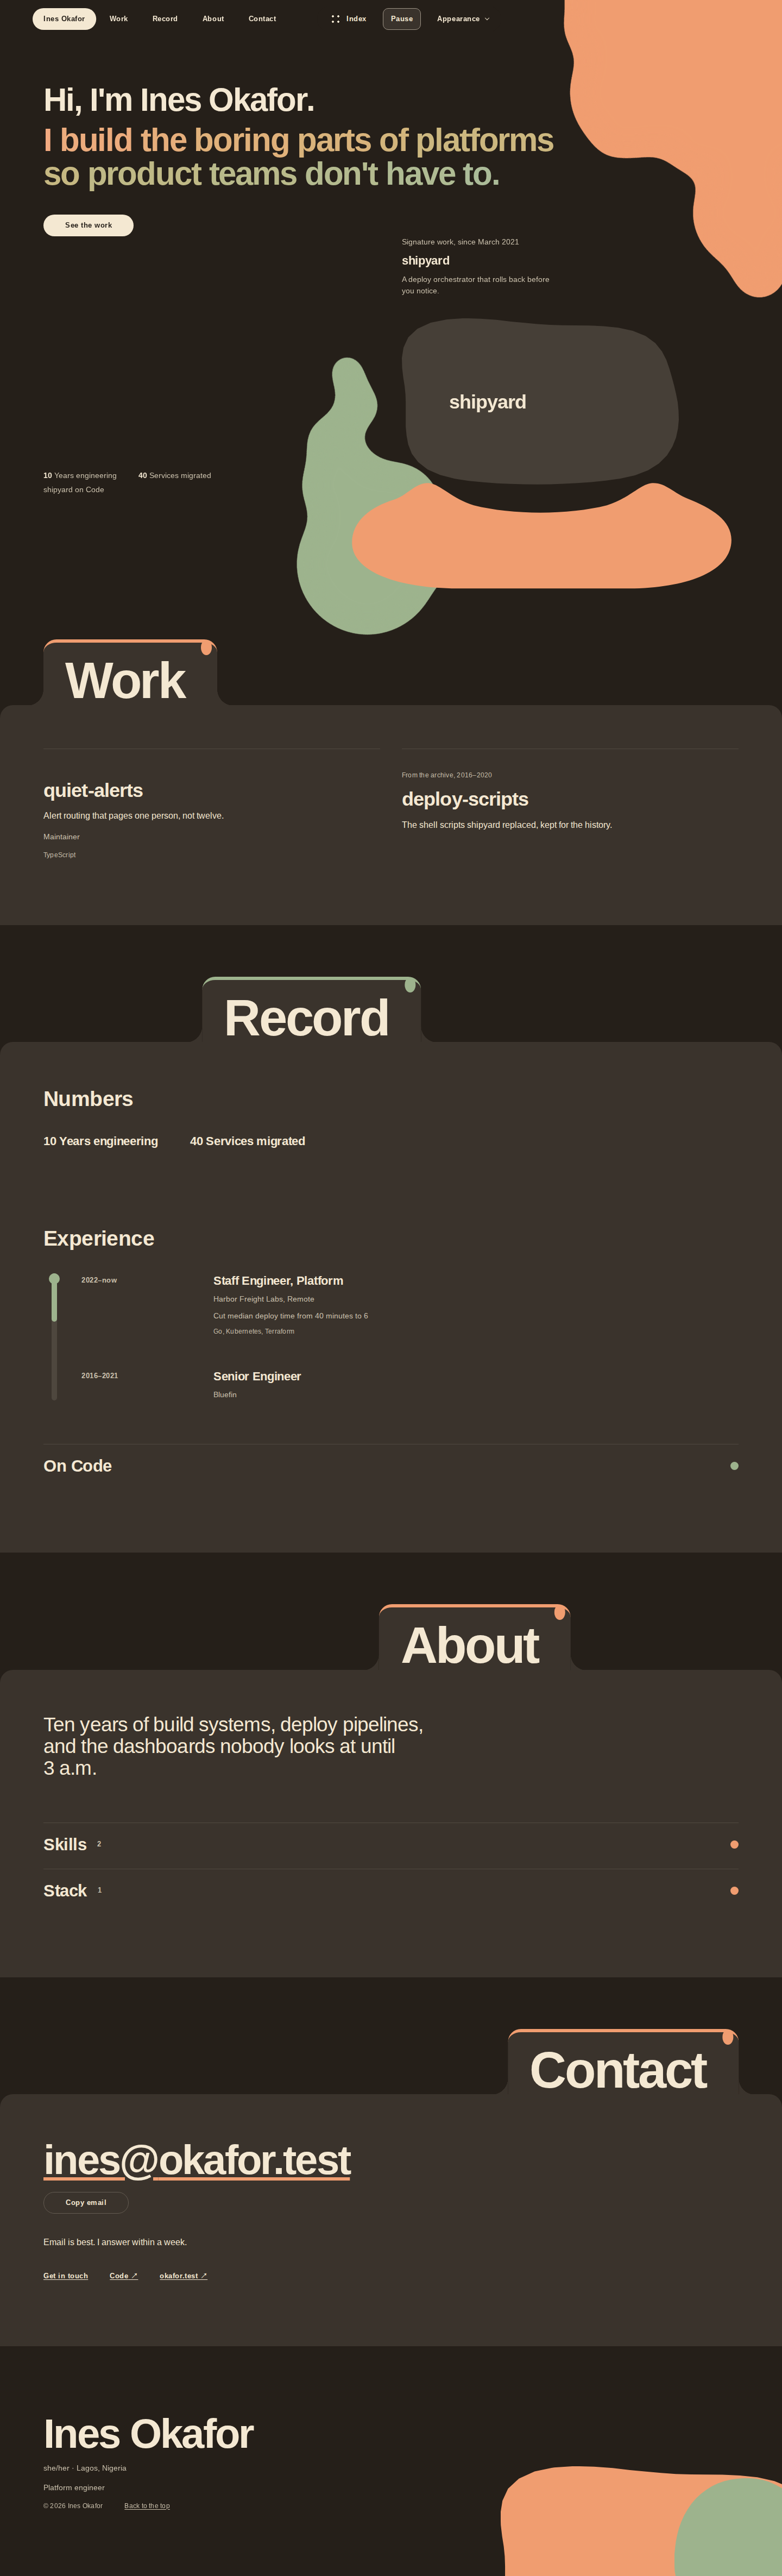 Ines Okafor
Work
Record
About
Contact
Index
Pause
Appearance
Hi, I'm Ines Okafor.
I build the boring parts of platforms
so product teams don't have to.
See the work
Signature work, since March 2021
shipyard
A deploy orchestrator that rolls back before
you notice.
shipyard
10 Years engineering
40 Services migrated
shipyard on Code
Work
quiet-alerts
Alert routing that pages one person, not twelve.
Maintainer
TypeScript
From the archive, 2016–2020
deploy-scripts
The shell scripts shipyard replaced, kept for the history.
Record
Numbers
10 Years engineering
40 Services migrated
Experience
2022–now
Staff Engineer, Platform
Harbor Freight Labs, Remote
Cut median deploy time from 40 minutes to 6
Go, Kubernetes, Terraform
2016–2021
Senior Engineer
Bluefin
On Code
About
Ten years of build systems, deploy pipelines,
and the dashboards nobody looks at until
3 a.m.
Skills 2
Stack 1
Contact
ines@okafor.test
Copy email
Email is best. I answer within a week.
Get in touch
Code ↗
okafor.test ↗
Ines Okafor
she/her · Lagos, Nigeria
Platform engineer
© 2026 Ines Okafor
Back to the top